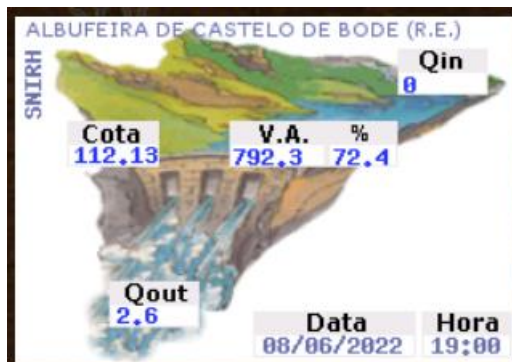 ALBUFEIRA DE CASTELO DE BODE (R.E.)
SNIRH
Qin
0
Cota V.A. %
112.13 792.3 72.4
Qout
2.6
Data Hora
08/06/2022 19:00